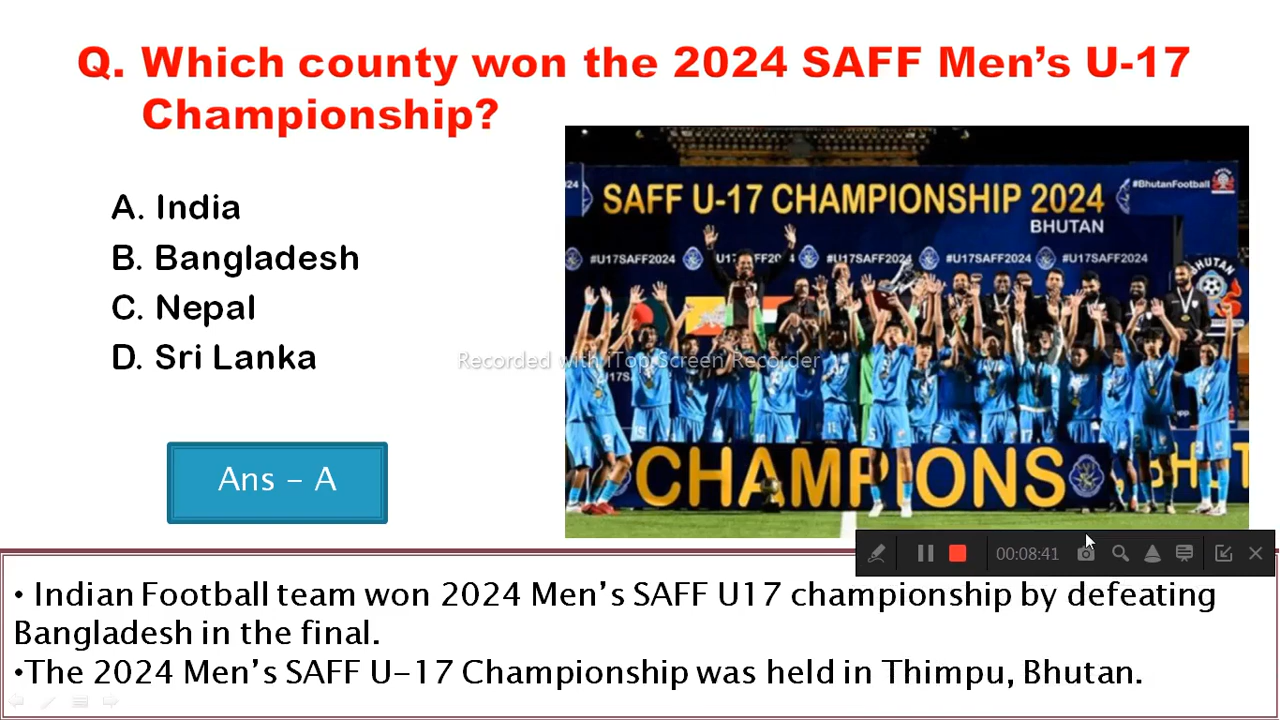 Q. Which county won the 2024 SAFF Men’s U-17
Championship?
A. India
B. Bangladesh
C. Nepal
D. Sri Lanka
Ans – A
SAFF U-17 CHAMPIONSHIP 2024
BHUTAN
#BhutanFootball
#U17SAFF2024
#U17SAFF2024
#U17SAFF2024
BHUTAN
CHAMPIONS
Recorded with iTop Screen Recorder
00:08:41
• Indian Football team won 2024 Men’s SAFF U17 championship by defeating
Bangladesh in the final.
•The 2024 Men’s SAFF U-17 Championship was held in Thimpu, Bhutan.